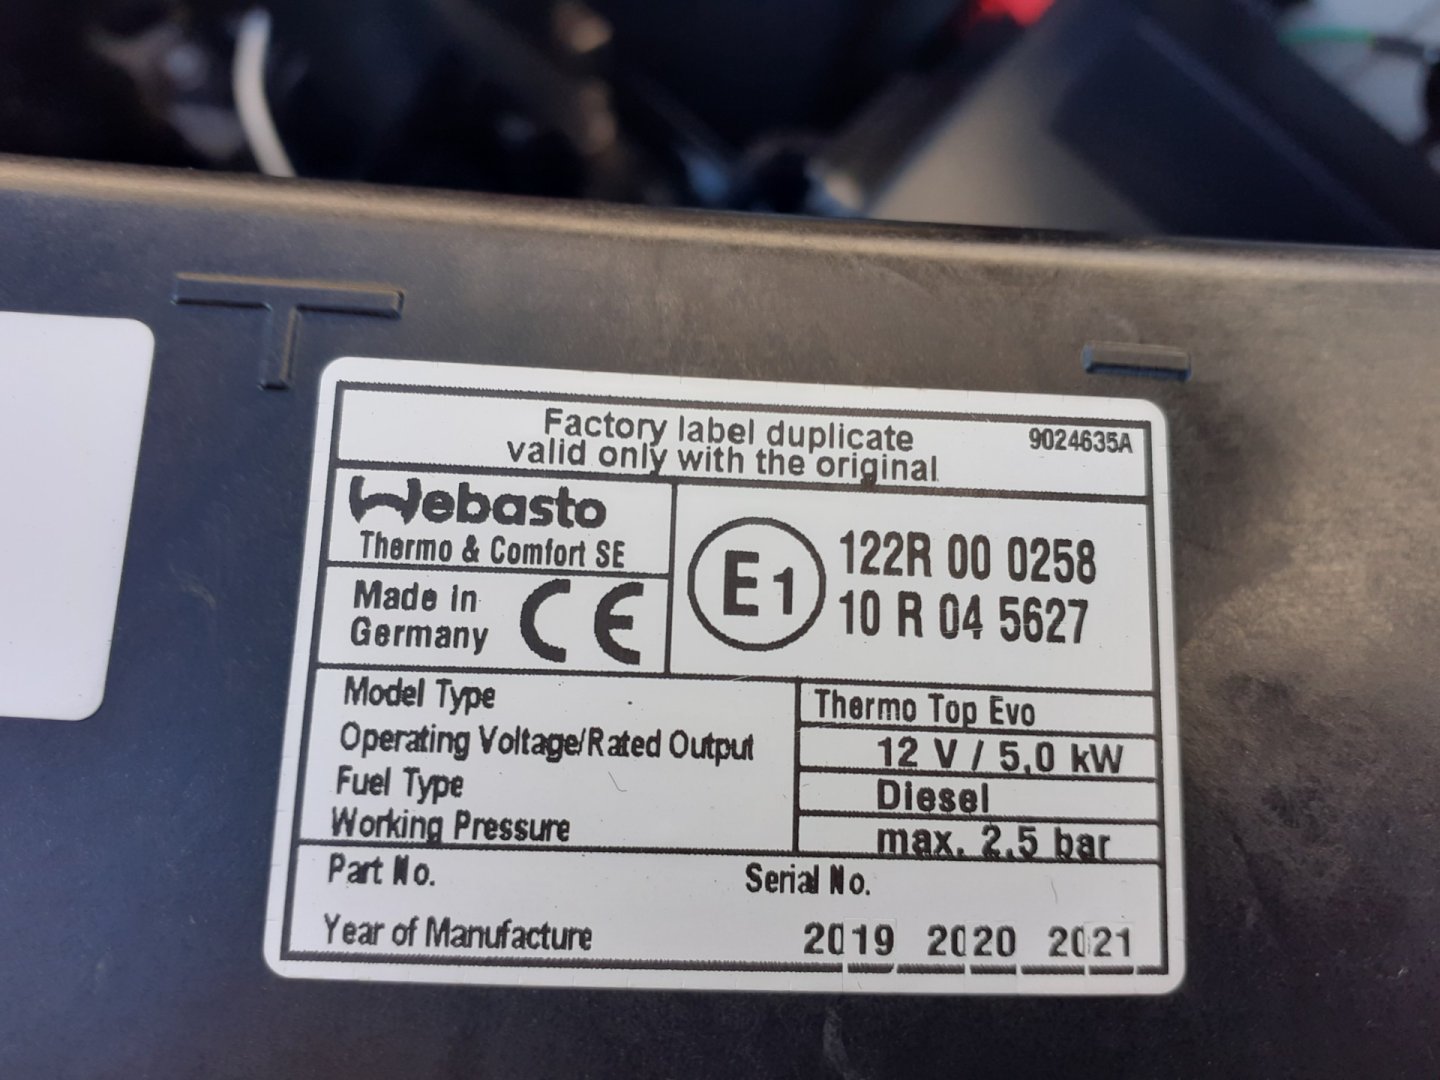 Factory label duplicate
valid only with the original
9024635A
Webasto
Thermo & Comfort SE
Made in
Germany
CE
E1
122R 00 0258
10 R 04 5627
Model Type
Thermo Top Evo
Operating Voltage/Rated Output
12 V / 5,0 kW
Fuel Type
Diesel
Working Pressure
max. 2,5 bar
Part No.
Serial No.
Year of Manufacture
2019 2020 2021